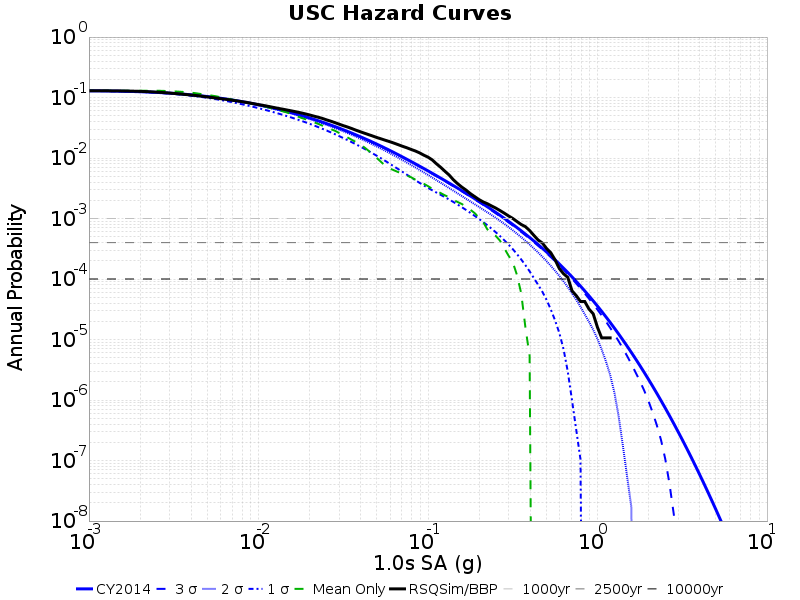 USC Hazard Curves
10^0
10^-1
10^-2
10^-3
10^-4
10^-5
10^-6
10^-7
10^-8
Annual Probability
10^-3 10^-2 10^-1 10^0 10^1
1.0s SA (g)
CY2014 3 σ 2 σ 1 σ Mean Only RSQSim/BBP 1000yr 2500yr 10000yr